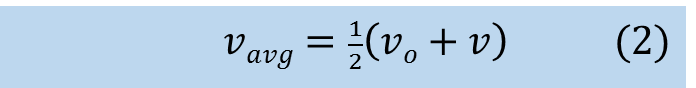 v_avg = ½(v_o + v) (2)